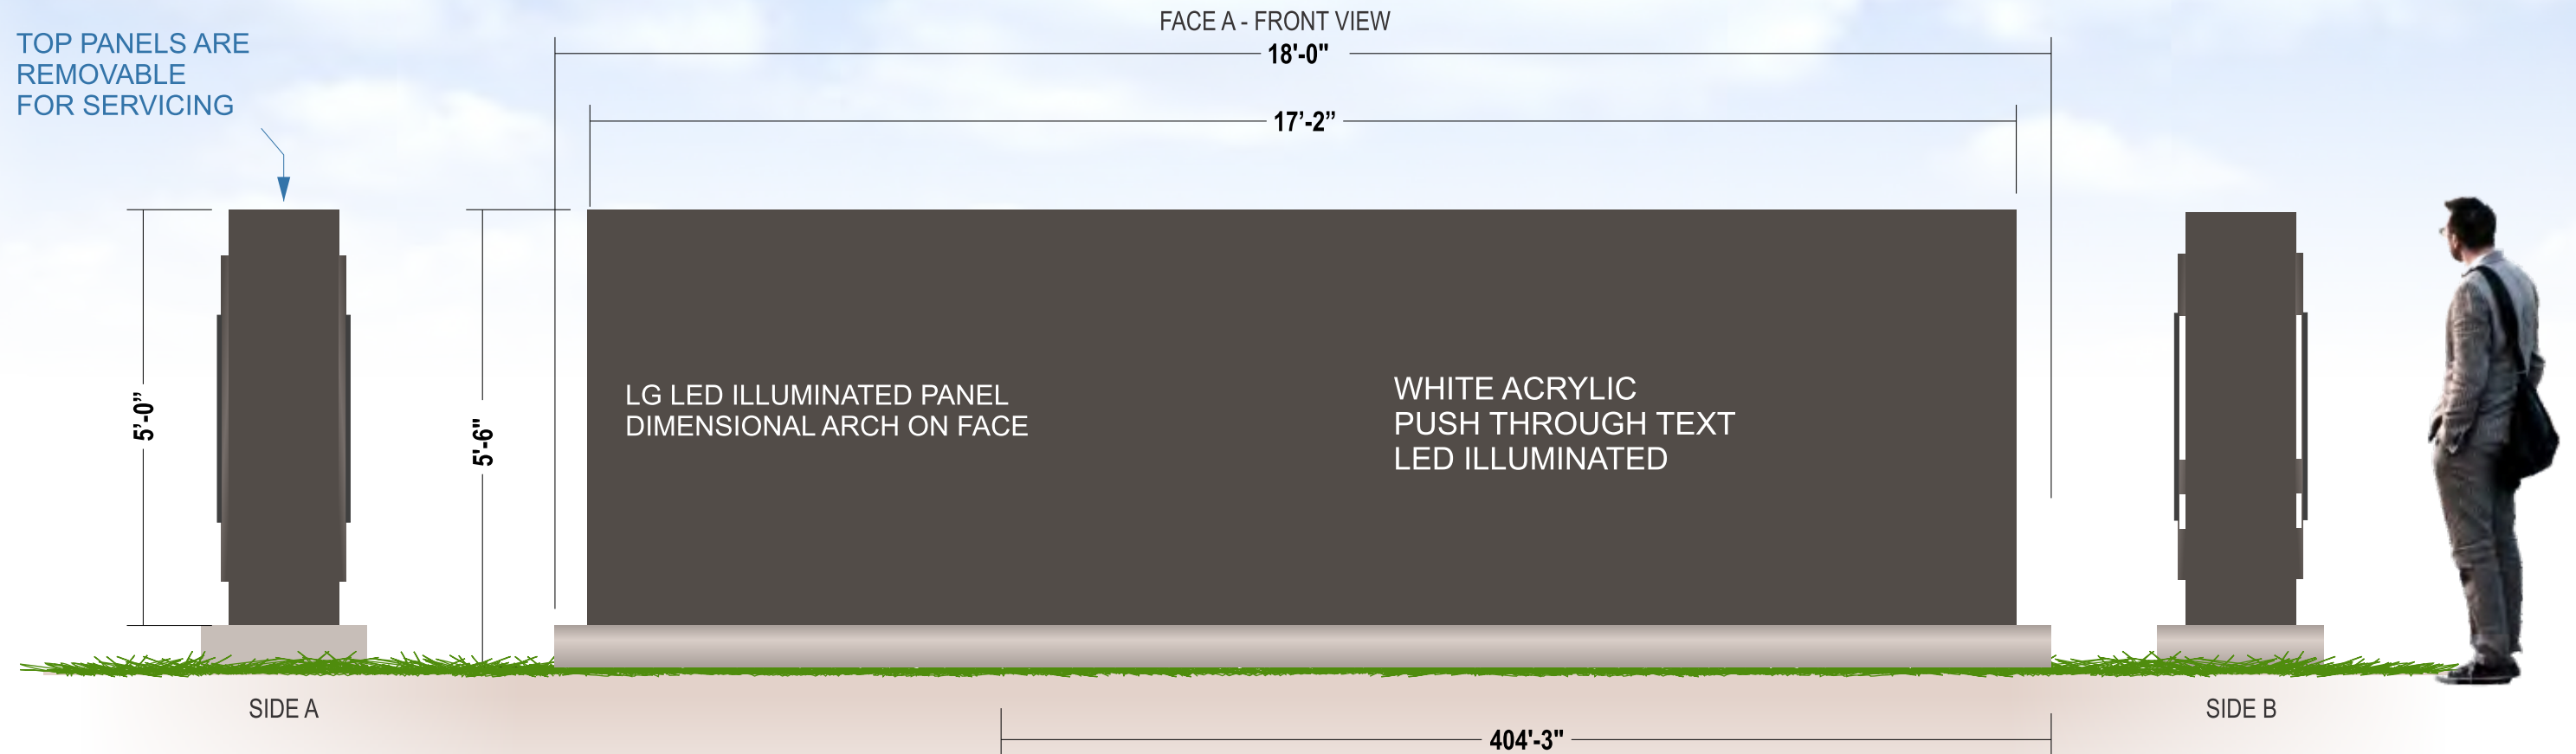 FACE A - FRONT VIEW
18'-0"
17’-2”
TOP PANELS ARE
REMOVABLE
FOR SERVICING
5’-0”
5'-6"
LG LED ILLUMINATED PANEL
DIMENSIONAL ARCH ON FACE
WHITE ACRYLIC
PUSH THROUGH TEXT
LED ILLUMINATED
SIDE A
SIDE B
404'-3"